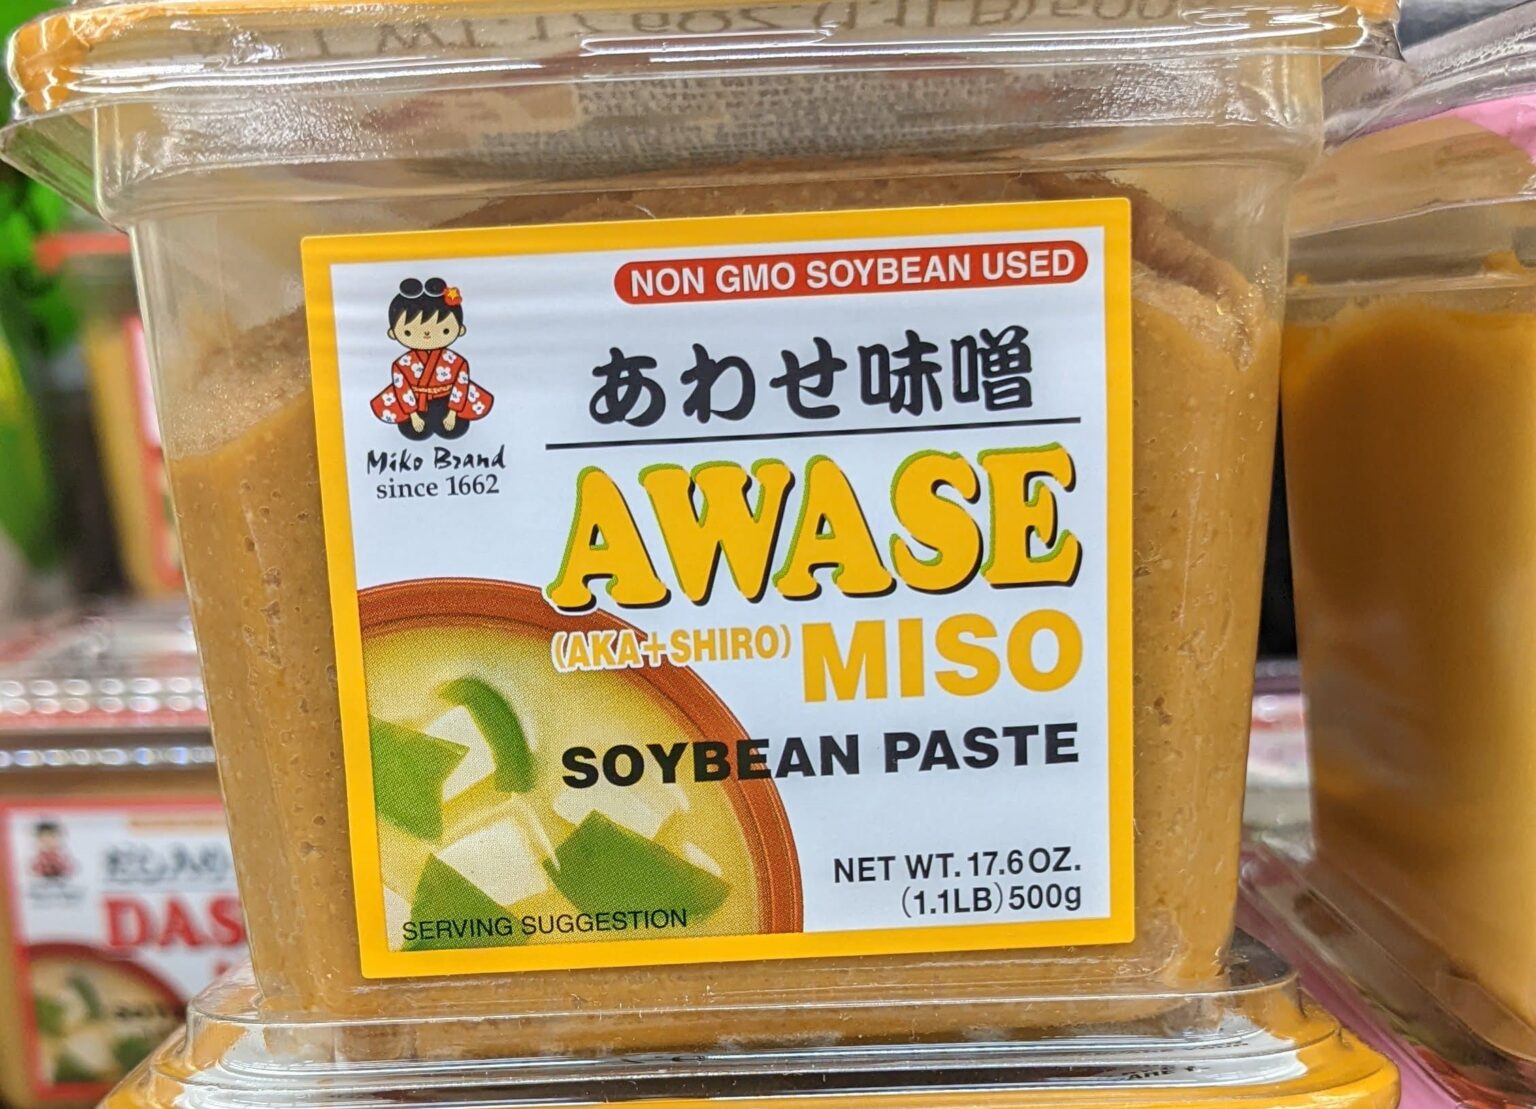 NON GMO SOYBEAN USED
あわせ味噌
Miko Brand
since 1662
AWASE
(AKA+SHIRO) MISO
SOYBEAN PASTE
NET WT. 17.6 OZ.
(1.1LB) 500g
SERVING SUGGESTION